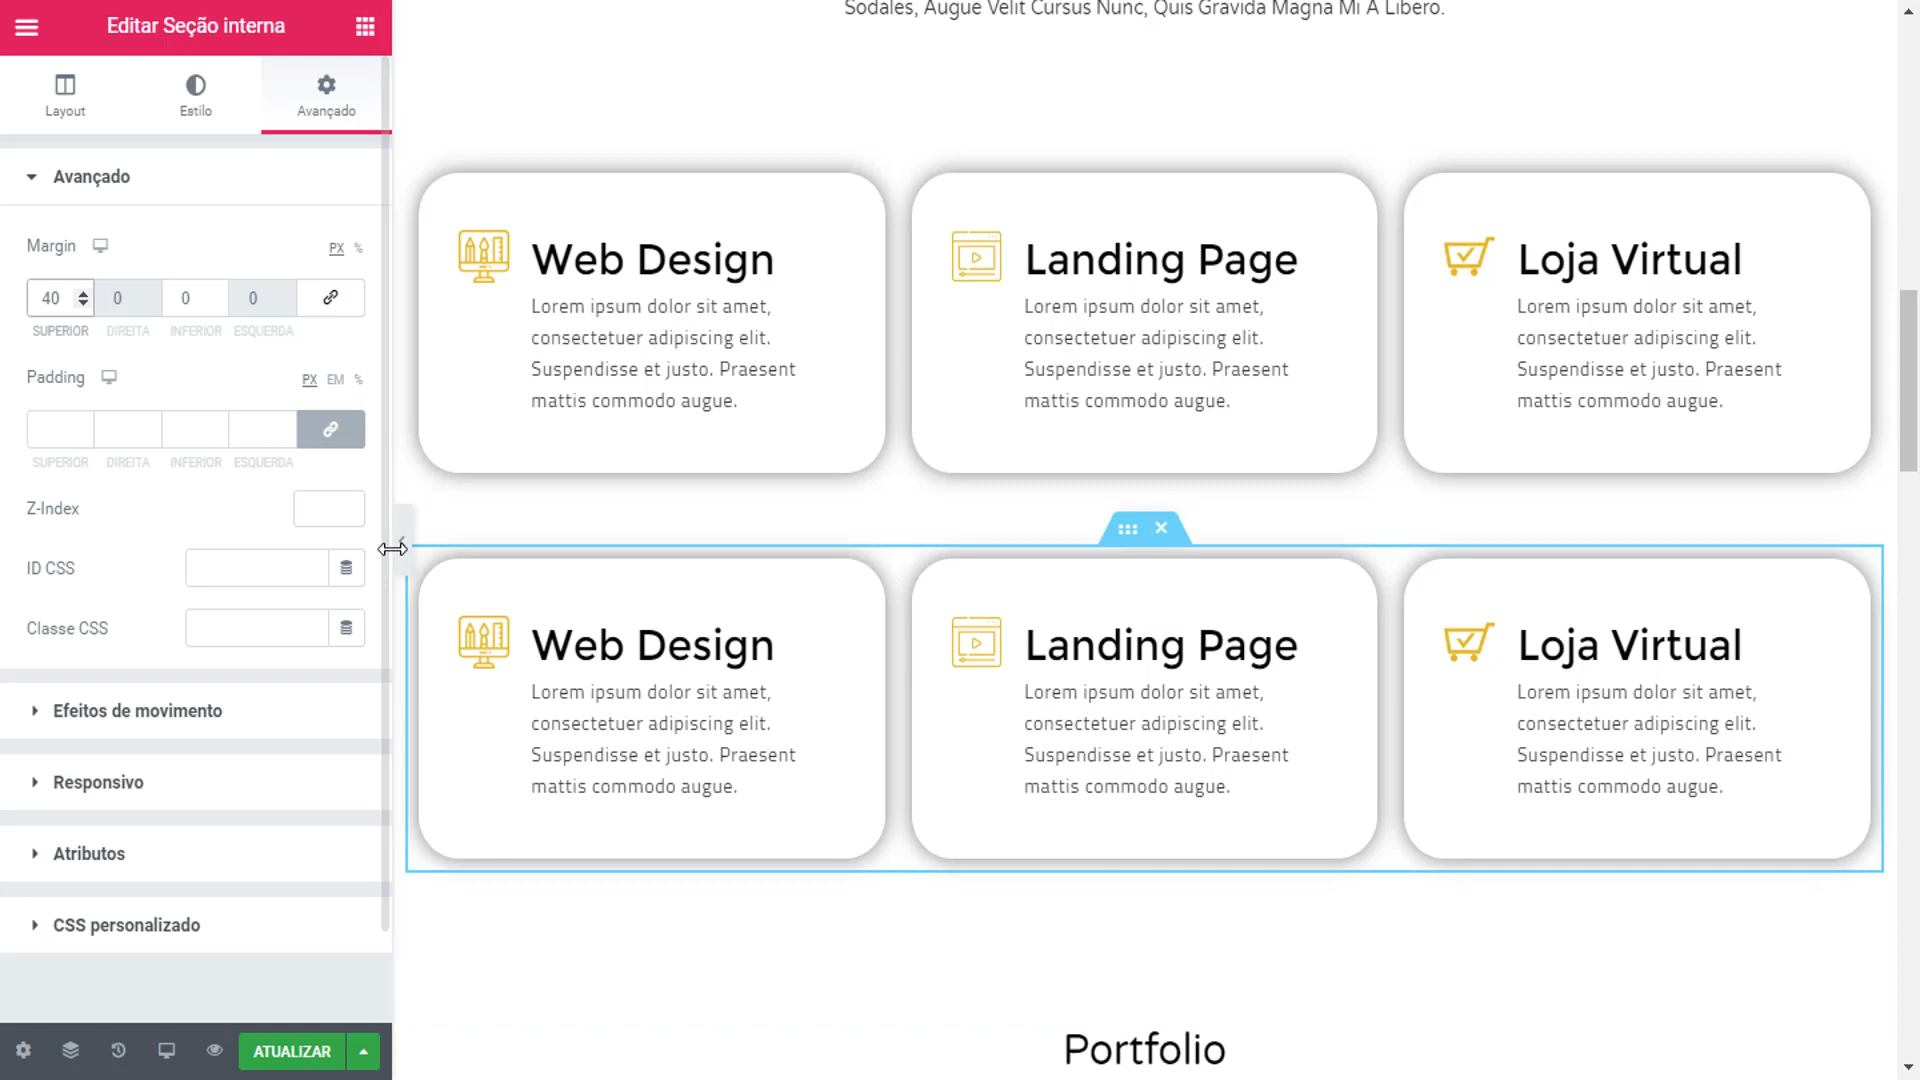 Editar Seção interna
Layout
Estilo
Avançado
Avançado
Margin
PX %
40 0 0 0
SUPERIOR DIREITA INFERIOR ESQUERDA
Padding
PX EM %
SUPERIOR DIREITA INFERIOR ESQUERDA
Z-Index
ID CSS
Classe CSS
Efeitos de movimento
Responsivo
Atributos
CSS personalizado
ATUALIZAR
Sodales, Augue Velit Cursus Nunc, Quis Gravida Magna Mi A Libero.
Web Design
Lorem ipsum dolor sit amet,
consectetuer adipiscing elit.
Suspendisse et justo. Praesent
mattis commodo augue.
Landing Page
Lorem ipsum dolor sit amet,
consectetuer adipiscing elit.
Suspendisse et justo. Praesent
mattis commodo augue.
Loja Virtual
Lorem ipsum dolor sit amet,
consectetuer adipiscing elit.
Suspendisse et justo. Praesent
mattis commodo augue.
Web Design
Lorem ipsum dolor sit amet,
consectetuer adipiscing elit.
Suspendisse et justo. Praesent
mattis commodo augue.
Landing Page
Lorem ipsum dolor sit amet,
consectetuer adipiscing elit.
Suspendisse et justo. Praesent
mattis commodo augue.
Loja Virtual
Lorem ipsum dolor sit amet,
consectetuer adipiscing elit.
Suspendisse et justo. Praesent
mattis commodo augue.
Portfolio